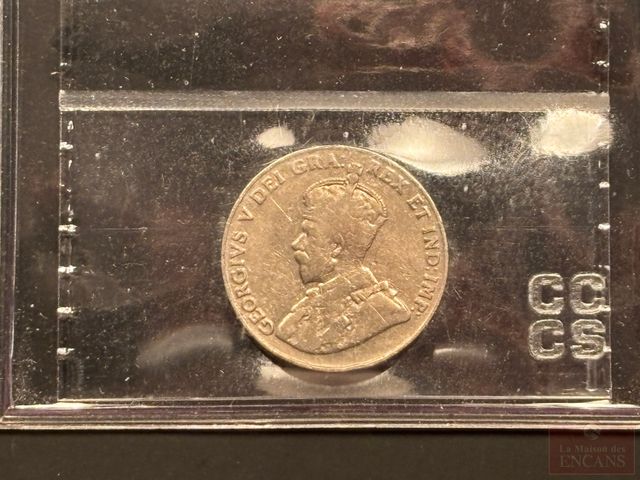 GEORGIVS V DEI GRA: REX ET IND: IMP:
CC
CS
La Maison des
ENCANS